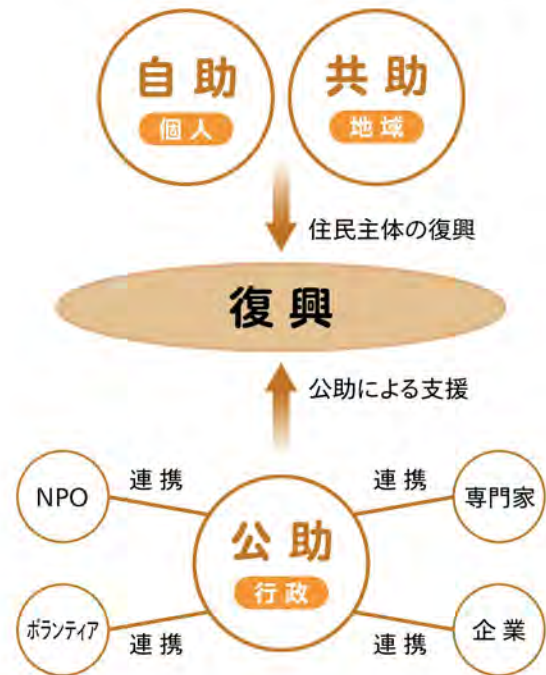 自助
個人
共助
地域
住民主体の復興
復興
公助による支援
NPO
連携
連携
専門家
公助
行政
ボランティア
連携
連携
企業